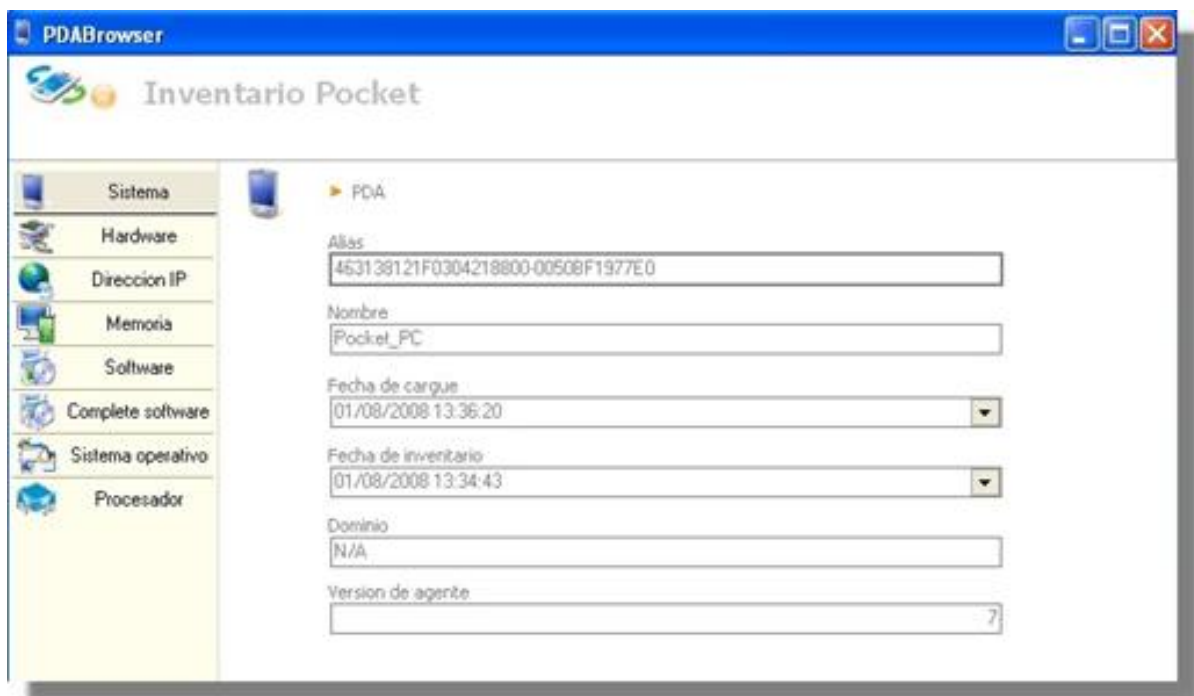 PDABrowser
Inventario Pocket
Sistema
Hardware
Direccion IP
Memoria
Software
Complete software
Sistema operativo
Procesador
PDA
Alias
463138121F0304218800-0050BF1977E0
Nombre
Pocket_PC
Fecha de cargue
01/08/2008 13:36:20
Fecha de inventario
01/08/2008 13:34:43
Dominio
N/A
Version de agente
7